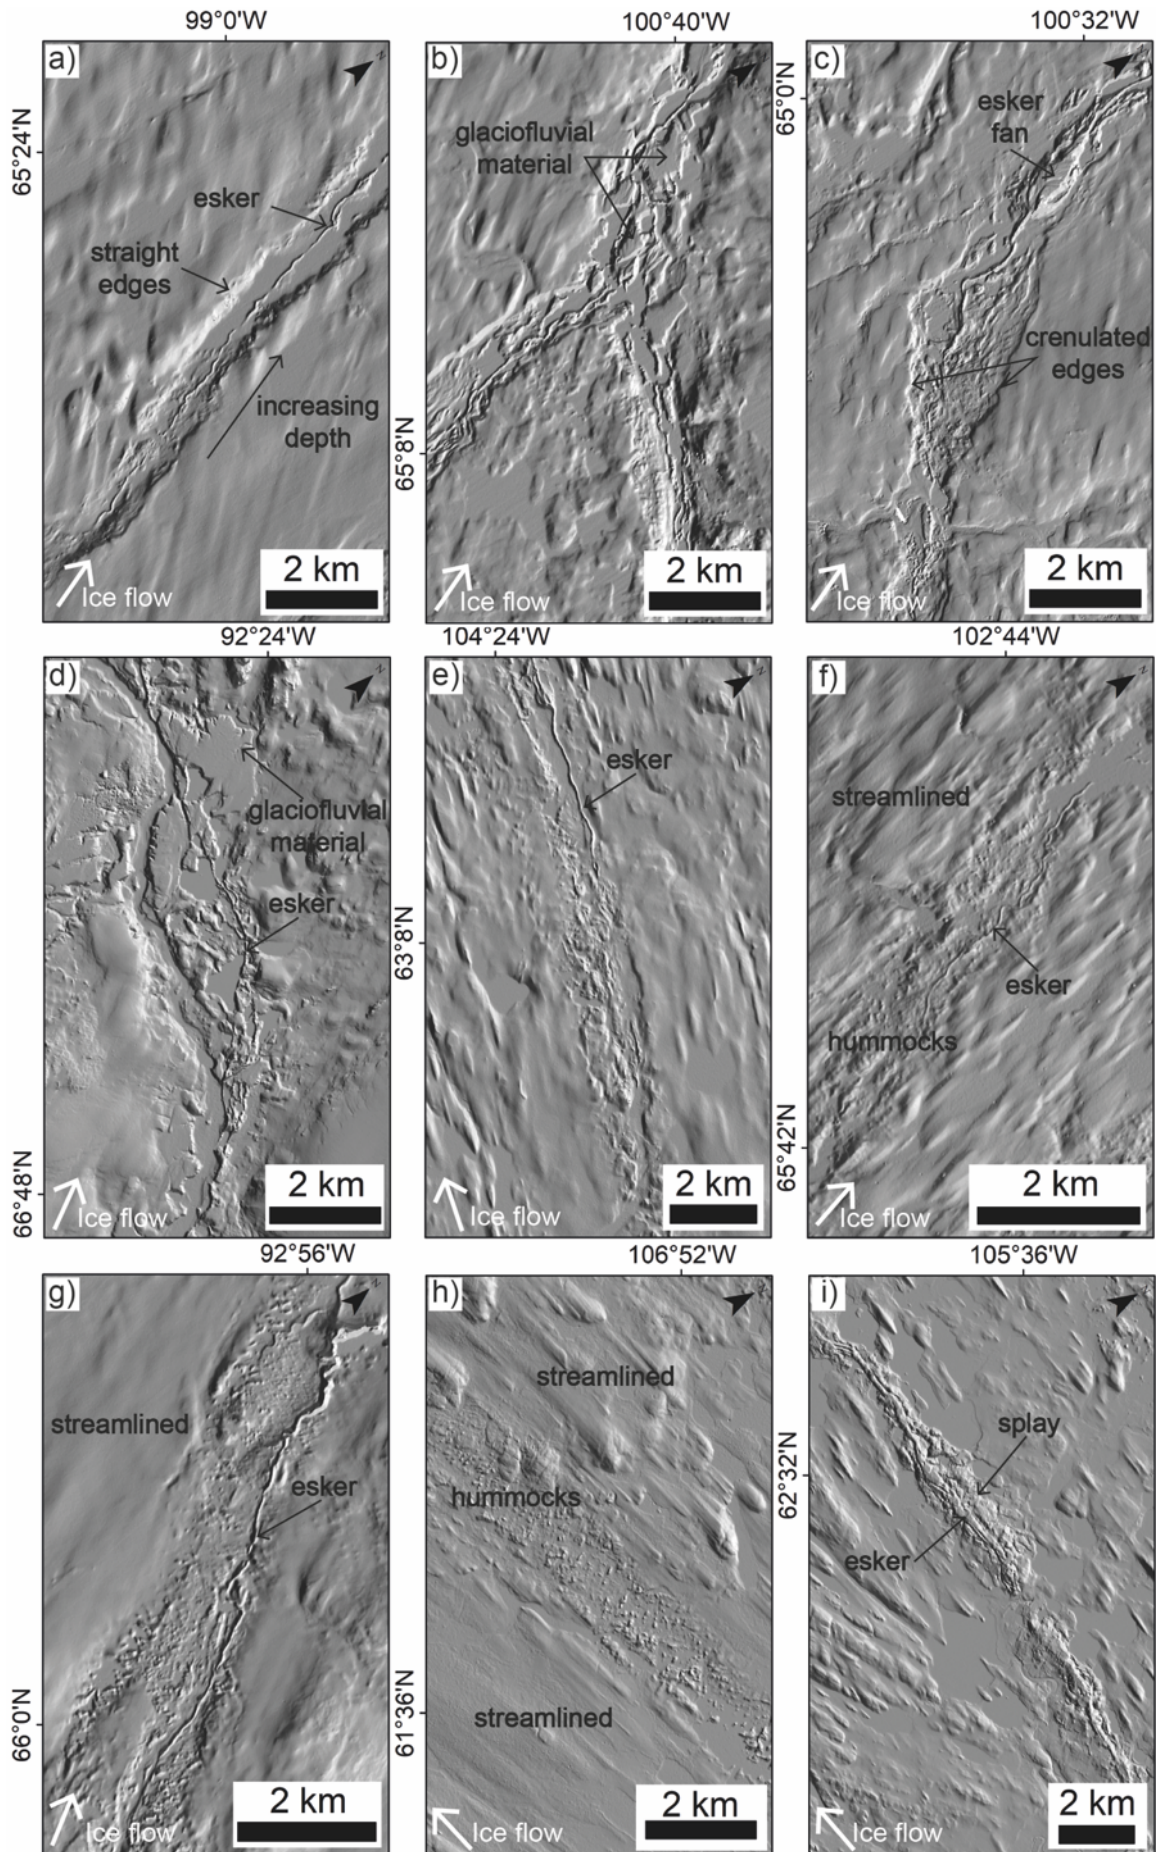 99°0'W
100°40'W
100°32'W
a)
N
65°24'N
esker
straight
edges
increasing
depth
2 km
Ice flow
b)
N
glaciofluvial
material
65°8'N
2 km
Ice flow
c)
N
65°0'N
esker
fan
crenulated
edges
2 km
Ice flow
92°24'W
104°24'W
102°44'W
d)
N
glaciofluvial
material
esker
66°48'N
2 km
Ice flow
e)
N
esker
63°8'N
2 km
Ice flow
f)
N
streamlined
esker
hummocks
65°42'N
2 km
Ice flow
92°56'W
106°52'W
105°36'W
g)
N
streamlined
esker
66°0'N
2 km
Ice flow
h)
N
streamlined
hummocks
streamlined
61°36'N
2 km
Ice flow
i)
N
splay
62°32'N
esker
2 km
Ice flow